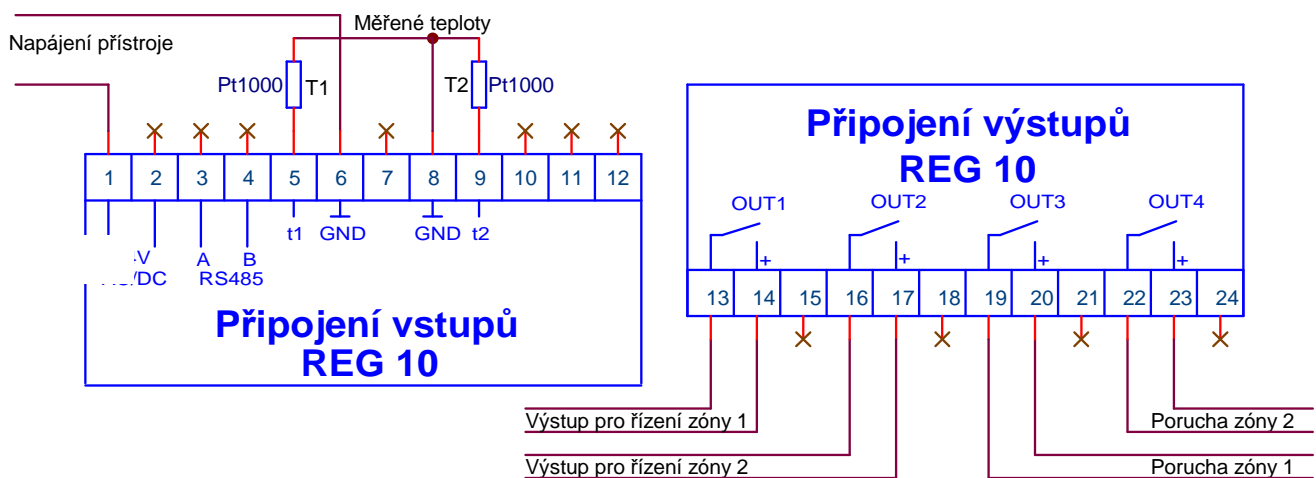 Měřené teploty
Napájení přístroje
Pt1000 T1 T2 Pt1000
Připojení výstupů
REG 10
1 2 3 4 5 6 7 8 9 10 11 12
OUT1 OUT2 OUT3 OUT4
t1 GND GND t2
V A B
/DC RS485
+ + + +
13 14 15 16 17 18 19 20 21 22 23 24
Připojení vstupů
REG 10
Výstup pro řízení zóny 1 Porucha zóny 2
Výstup pro řízení zóny 2 Porucha zóny 1